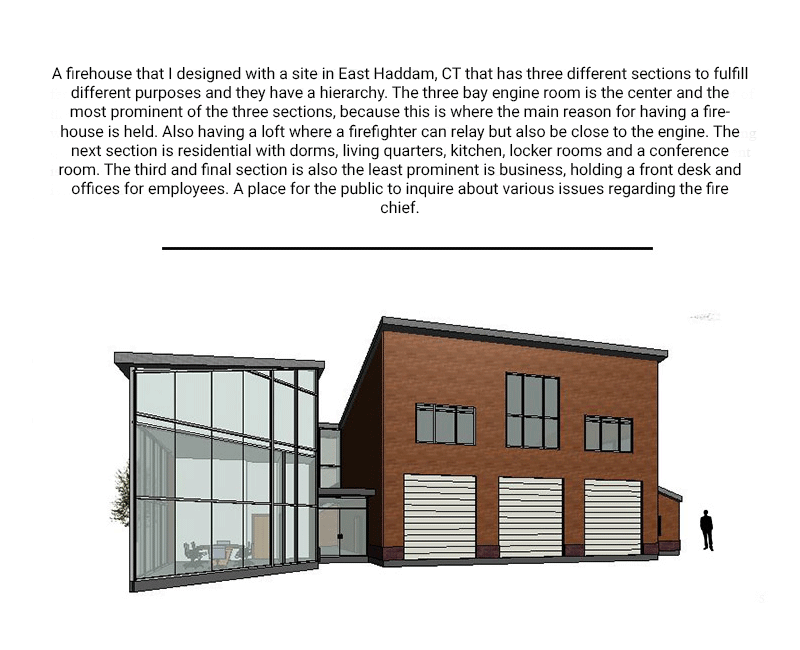 A firehouse that I designed with a site in East Haddam, CT that has three different sections to fulfill
different purposes and they have a hierarchy. The three bay engine room is the center and the
most prominent of the three sections, because this is where the main reason for having a fire-
house is held. Also having a loft where a firefighter can relay but also be close to the engine. The
next section is residential with dorms, living quarters, kitchen, locker rooms and a conference
room. The third and final section is also the least prominent is business, holding a front desk and
offices for employees. A place for the public to inquire about various issues regarding the fire
chief.